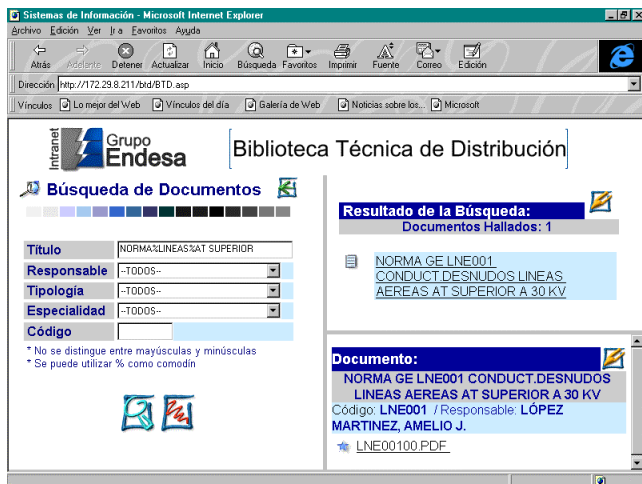 Sistemas de Información - Microsoft Internet Explorer
Archivo Edición Ver Ir a Favoritos Ayuda
Atrás Adelante Detener Actualizar Inicio Búsqueda Favoritos Imprimir Fuente Correo Edición
Dirección http://172.29.8.211/btd/BTD.asp
Vínculos Lo mejor del Web Vínculos del día Galería de Web Noticias sobre los... Microsoft
Intranet
Grupo
Endesa
Biblioteca Técnica de Distribución
Búsqueda de Documentos
Título NORMA%LINEAS%AT SUPERIOR
Responsable --TODOS--
Tipología --TODOS--
Especialidad --TODOS--
Código
* No se distingue entre mayúsculas y minúsculas
* Se puede utilizar % como comodín
Resultado de la Búsqueda:
Documentos Hallados: 1
NORMA GE LNE001
CONDUCT.DESNUDOS LINEAS
AEREAS AT SUPERIOR A 30 KV
Documento:
NORMA GE LNE001 CONDUCT.DESNUDOS
LINEAS AEREAS AT SUPERIOR A 30 KV
Código: LNE001 / Responsable: LÓPEZ
MARTINEZ, AMELIO J.
LNE00100.PDF